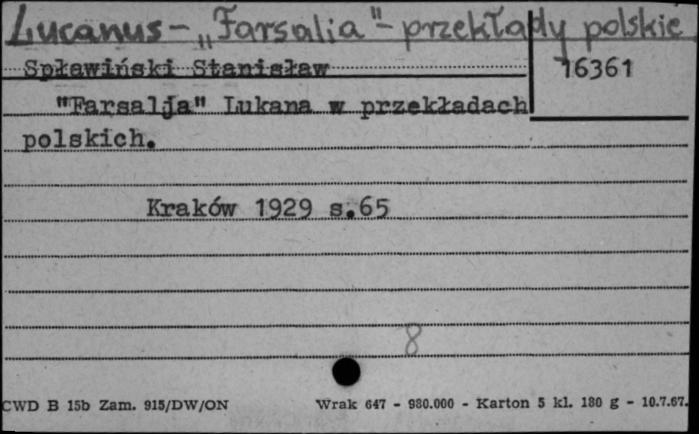 Lucanus - „Farsalia" - przekłady polskie
Spławiński Stanisław
16361
"Farsalja" Lukana w przekładach
polskich.
Kraków 1929 s.65
8
CWD B 15b Zam. 915/DW/ON Wrak 647 - 980.000 - Karton 5 kl. 180 g - 10.7.67.